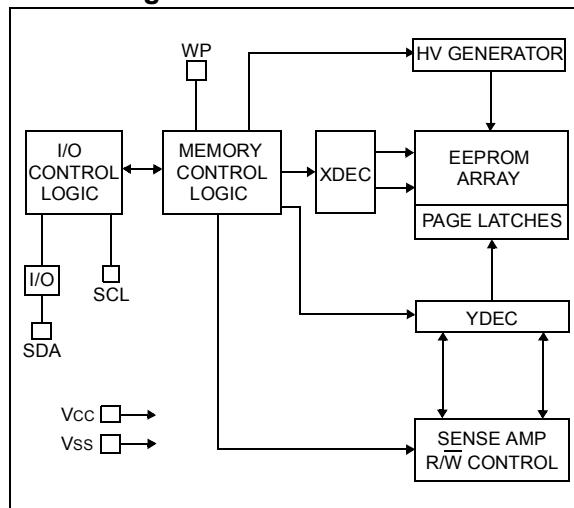 WP
HV GENERATOR
I/O
CONTROL
LOGIC
MEMORY
CONTROL
LOGIC
XDEC
EEPROM
ARRAY
PAGE LATCHES
I/O
SCL
SDA
YDEC
VCC
VSS
SENSE AMP
R/W̅ CONTROL